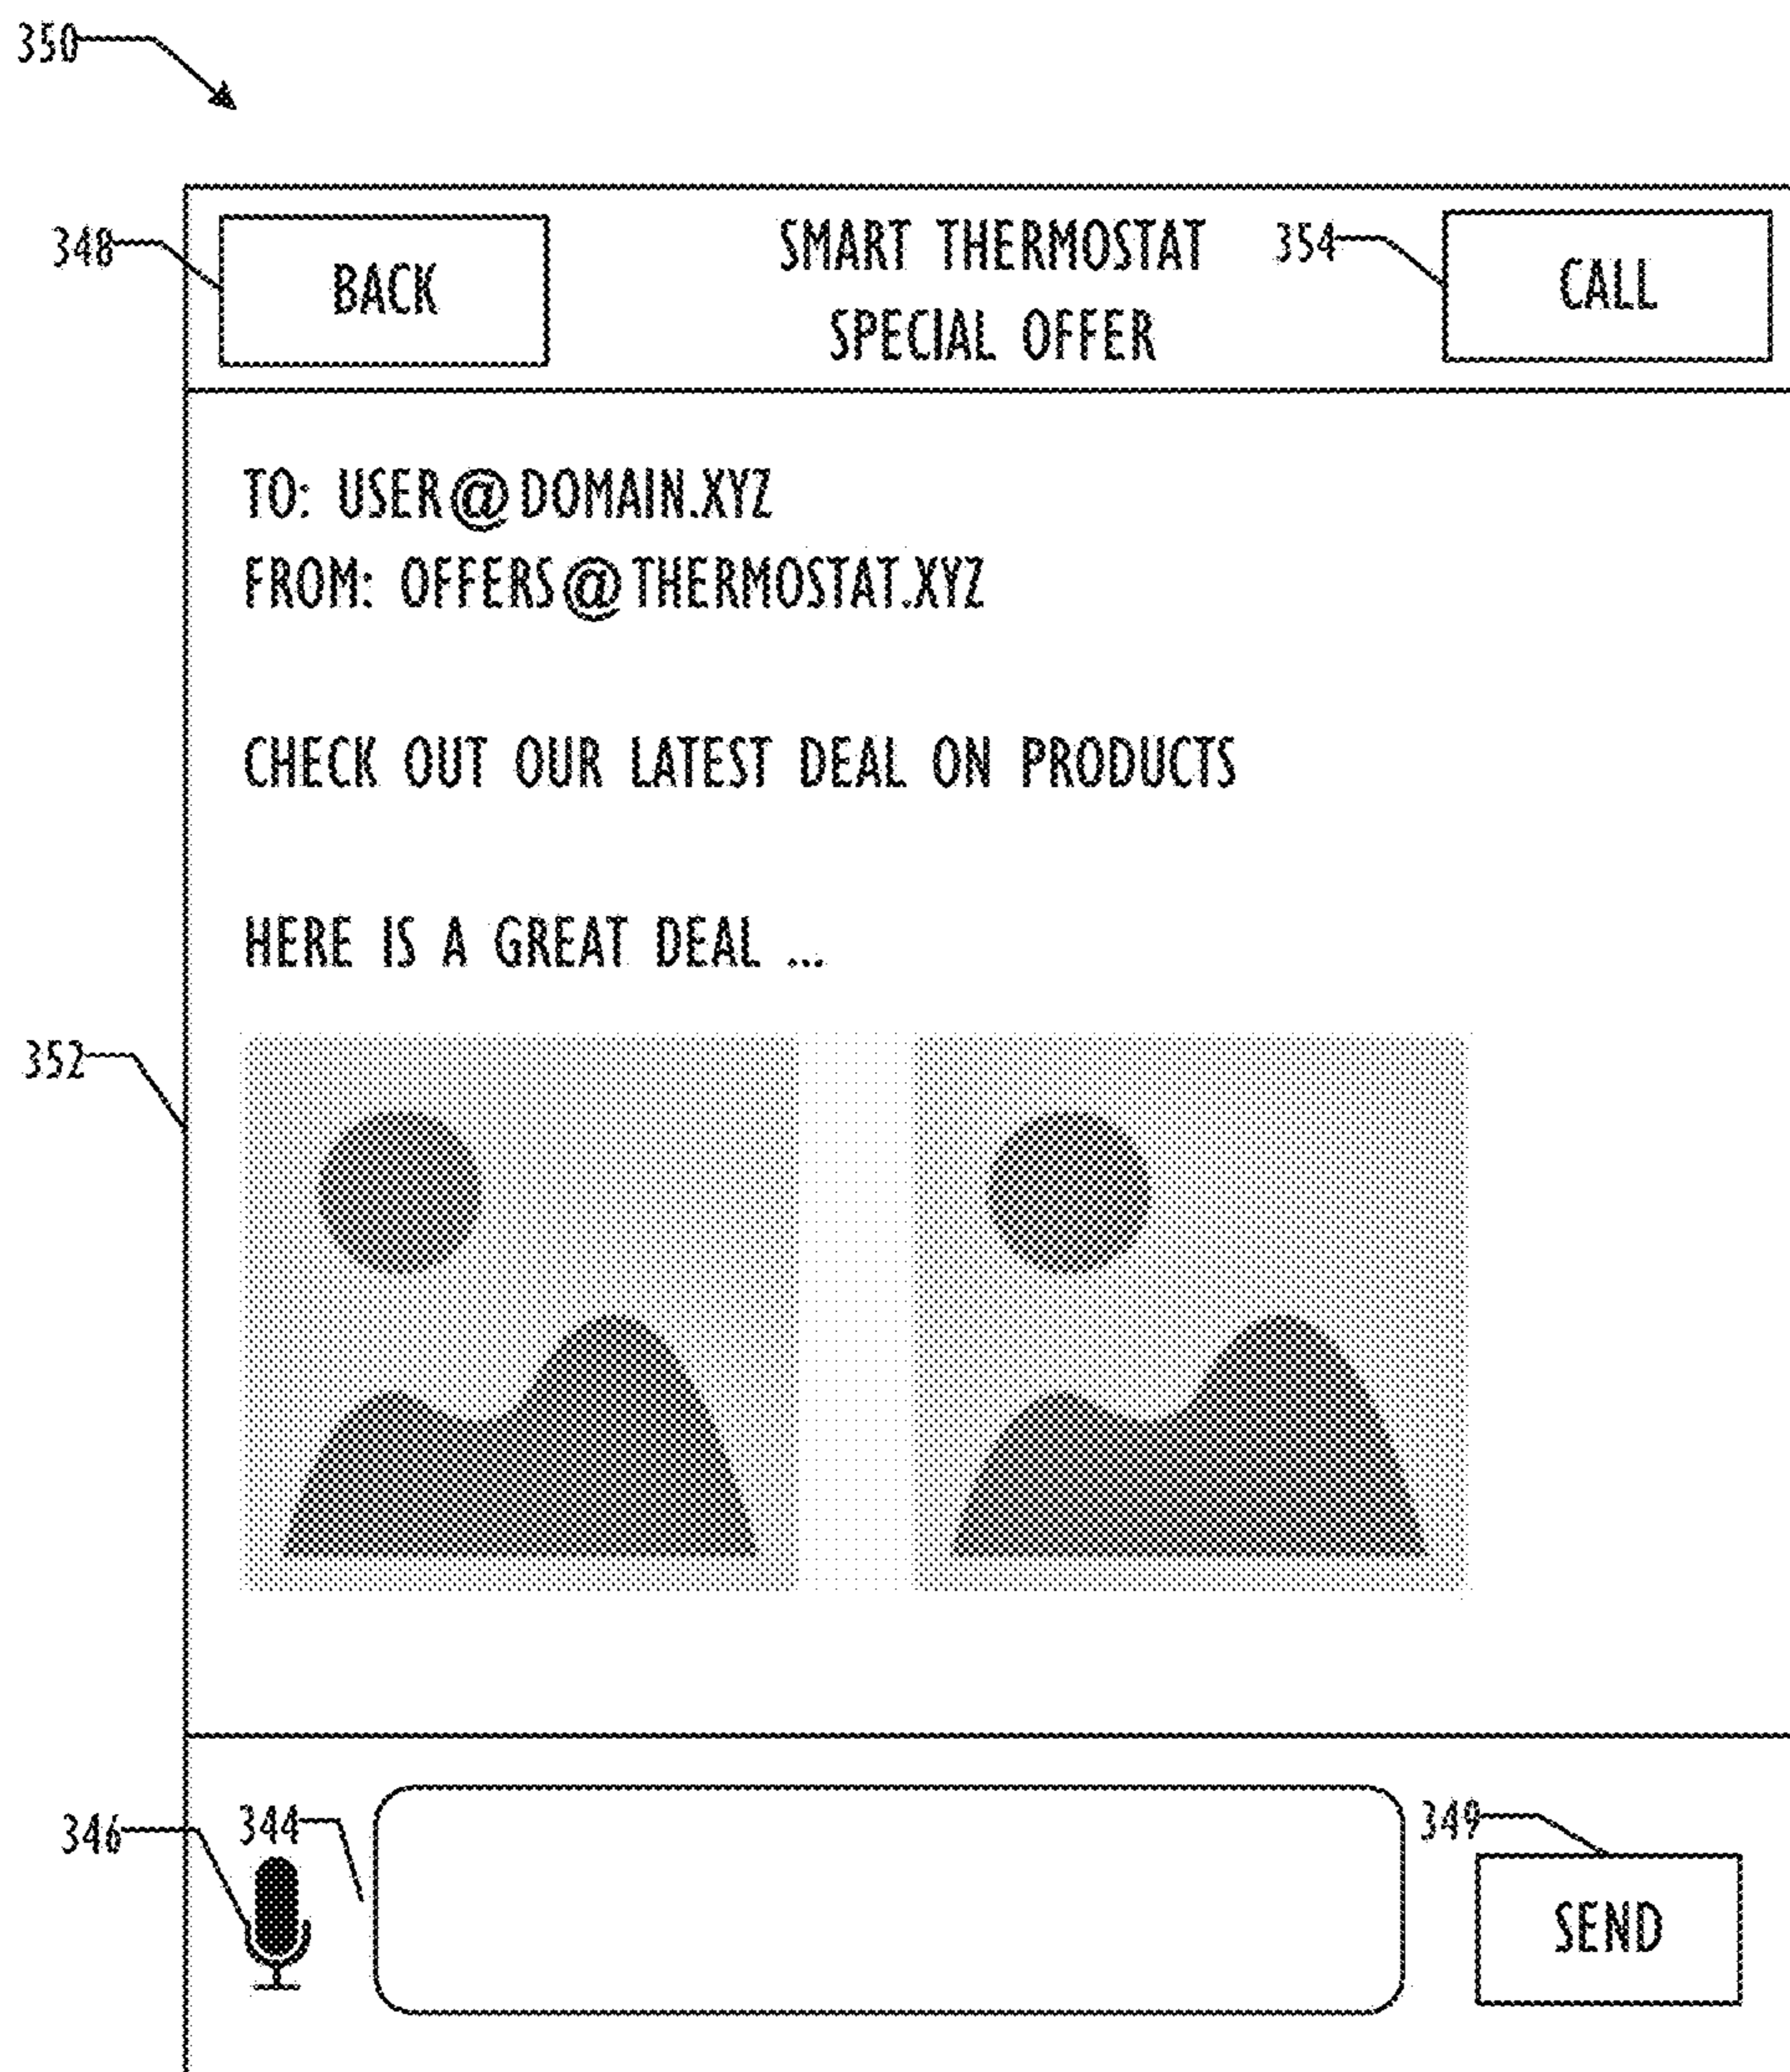 350
348
BACK
SMART THERMOSTAT
SPECIAL OFFER
354
CALL
TO: USER@DOMAIN.XYZ
FROM: OFFERS@THERMOSTAT.XYZ
CHECK OUT OUR LATEST DEAL ON PRODUCTS
HERE IS A GREAT DEAL ...
352
346
344
349
SEND